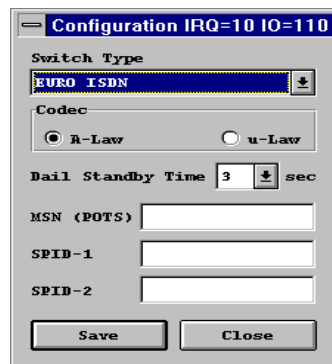 Configuration IRQ=10 IO=110
Switch Type
EURO ISDN
Codec
A-Law u-Law
Dail Standby Time 3 sec
MSN (POTS)
SPID-1
SPID-2
Save Close